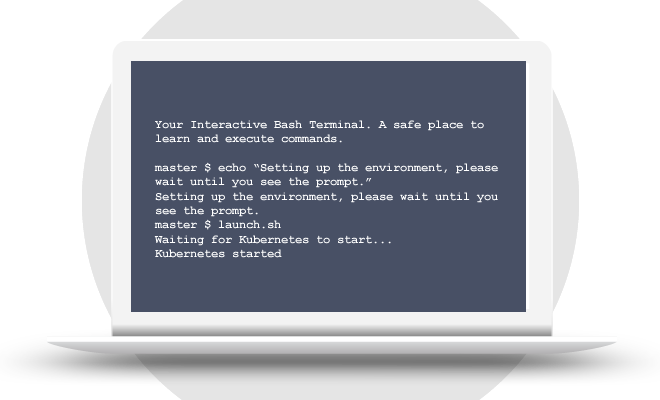 Your Interactive Bash Terminal. A safe place to
learn and execute commands.
master $ echo “Setting up the environment, please
wait until you see the prompt.”
Setting up the environment, please wait until you
see the prompt.
master $ launch.sh
Waiting for Kubernetes to start...
Kubernetes started